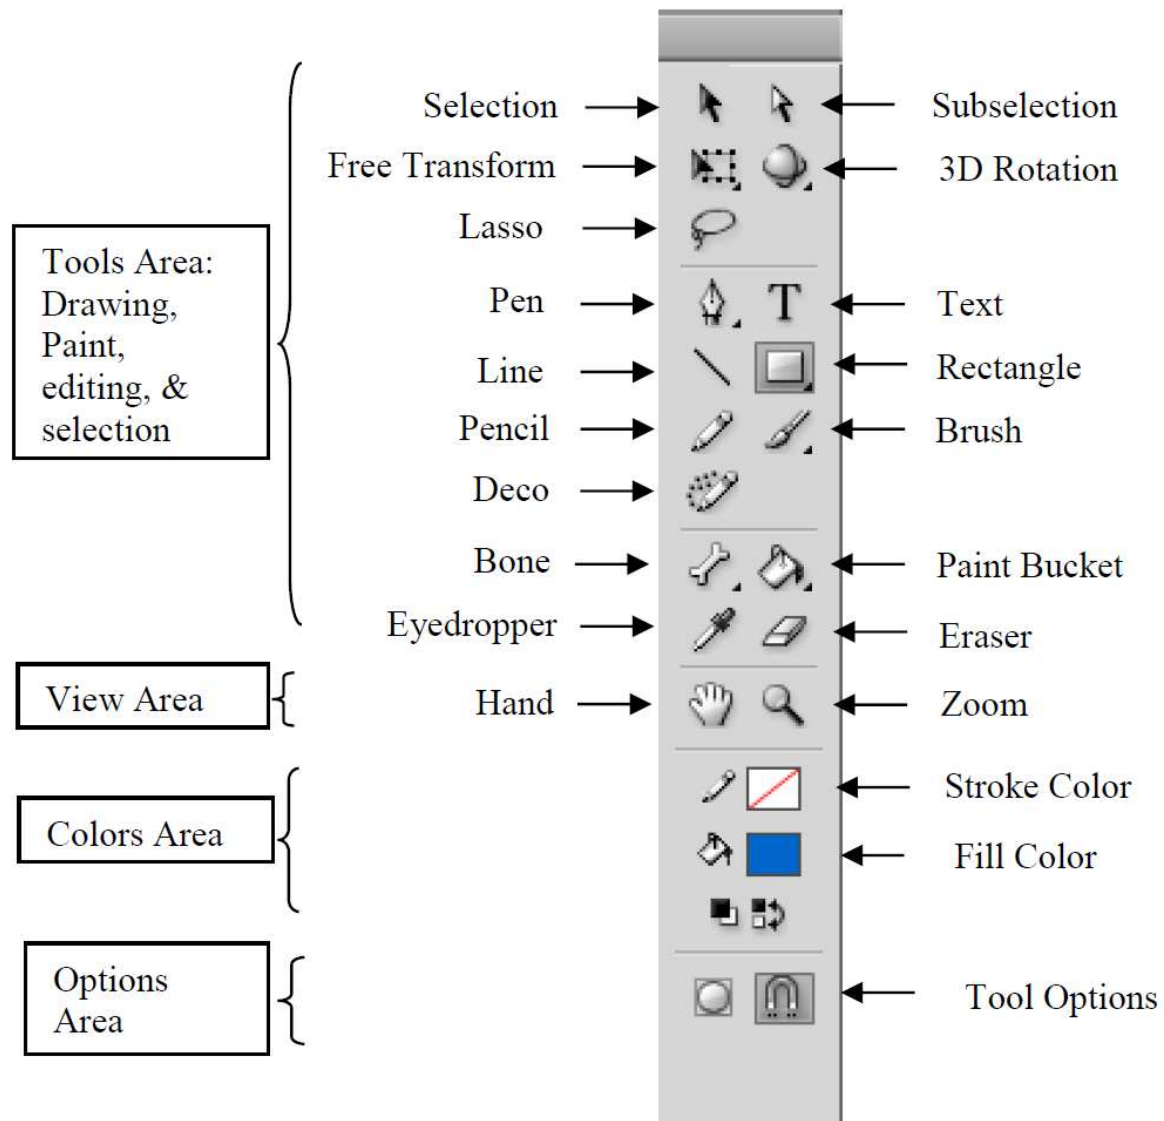 Selection
Subselection
Free Transform
3D Rotation
Lasso
Tools Area:
Drawing,
Paint,
editing, &
selection
Pen
Text
Line
Rectangle
Pencil
Brush
Deco
Bone
Paint Bucket
Eyedropper
Eraser
View Area
Hand
Zoom
Colors Area
Stroke Color
Fill Color
Options
Area
Tool Options
T